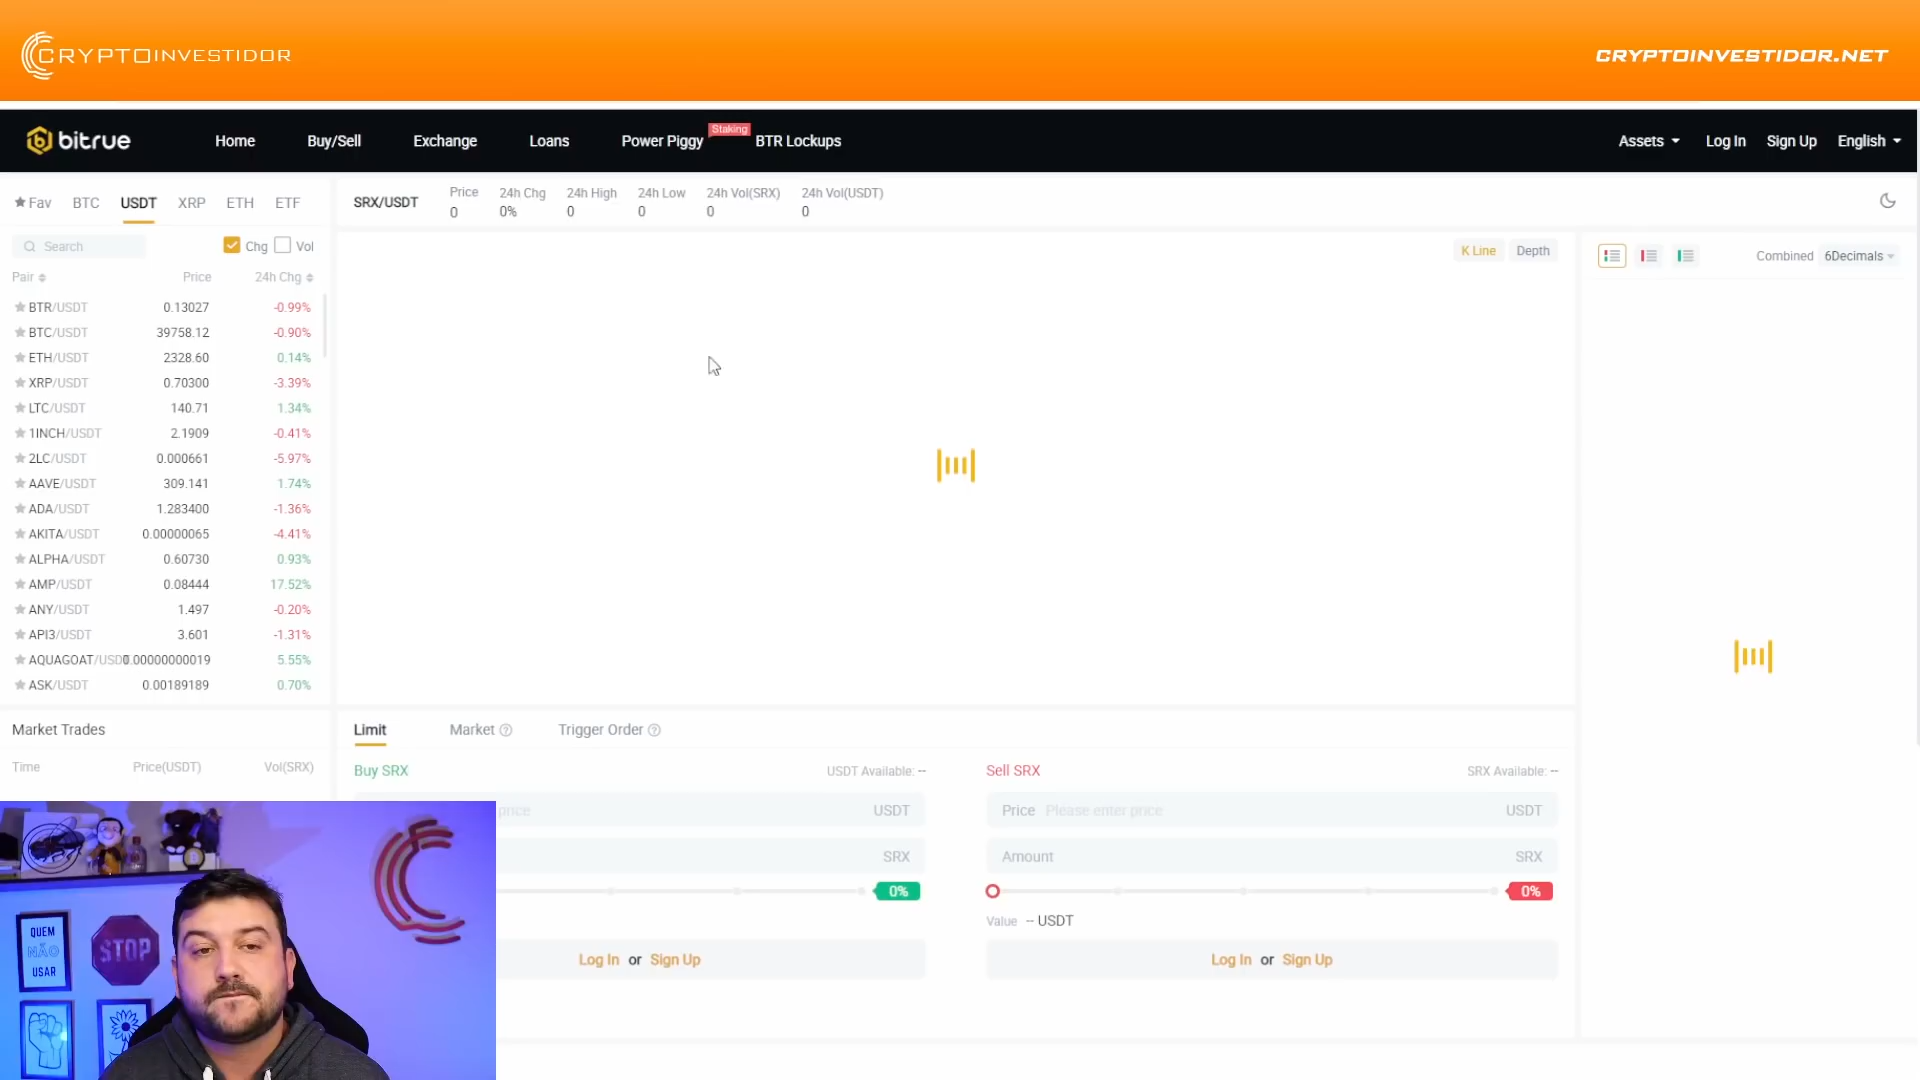 CRYPTOINVESTIDOR
CRYPTOINVESTIDOR.NET
bitrue
Home
Buy/Sell
Exchange
Loans
Power Piggy
Staking
BTR Lockups
Assets
Log In
Sign Up
English
Fav BTC USDT XRP ETH ETF
Search
Chg Vol
Pair Price 24h Chg
BTR/USDT 0.13027 -0.99%
BTC/USDT 39758.12 -0.90%
ETH/USDT 2328.60 0.14%
XRP/USDT 0.70300 -3.39%
LTC/USDT 140.71 1.34%
1INCH/USDT 2.1909 -0.41%
2LC/USDT 0.000661 -5.97%
AAVE/USDT 309.141 1.74%
ADA/USDT 1.283400 -1.36%
AKITA/USDT 0.00000065 -4.41%
ALPHA/USDT 0.60730 0.93%
AMP/USDT 0.08444 17.52%
ANY/USDT 1.497 -0.20%
API3/USDT 3.601 -1.31%
AQUAGOAT/USDT 0.00000000019 5.55%
ASK/USDT 0.00189189 0.70%
Market Trades
Time Price(USDT) Vol(SRX)
SRX/USDT
Price 24h Chg 24h High 24h Low 24h Vol(SRX) 24h Vol(USDT)
0 0% 0 0 0 0
K Line Depth
Combined 6Decimals
Limit Market Trigger Order
Buy SRX USDT Available: --
price USDT
SRX
0%
Log In or Sign Up
Sell SRX SRX Available: --
Price Please enter price USDT
Amount SRX
0%
Value -- USDT
Log In or Sign Up
QUEM
NÃO
USAR
STOP